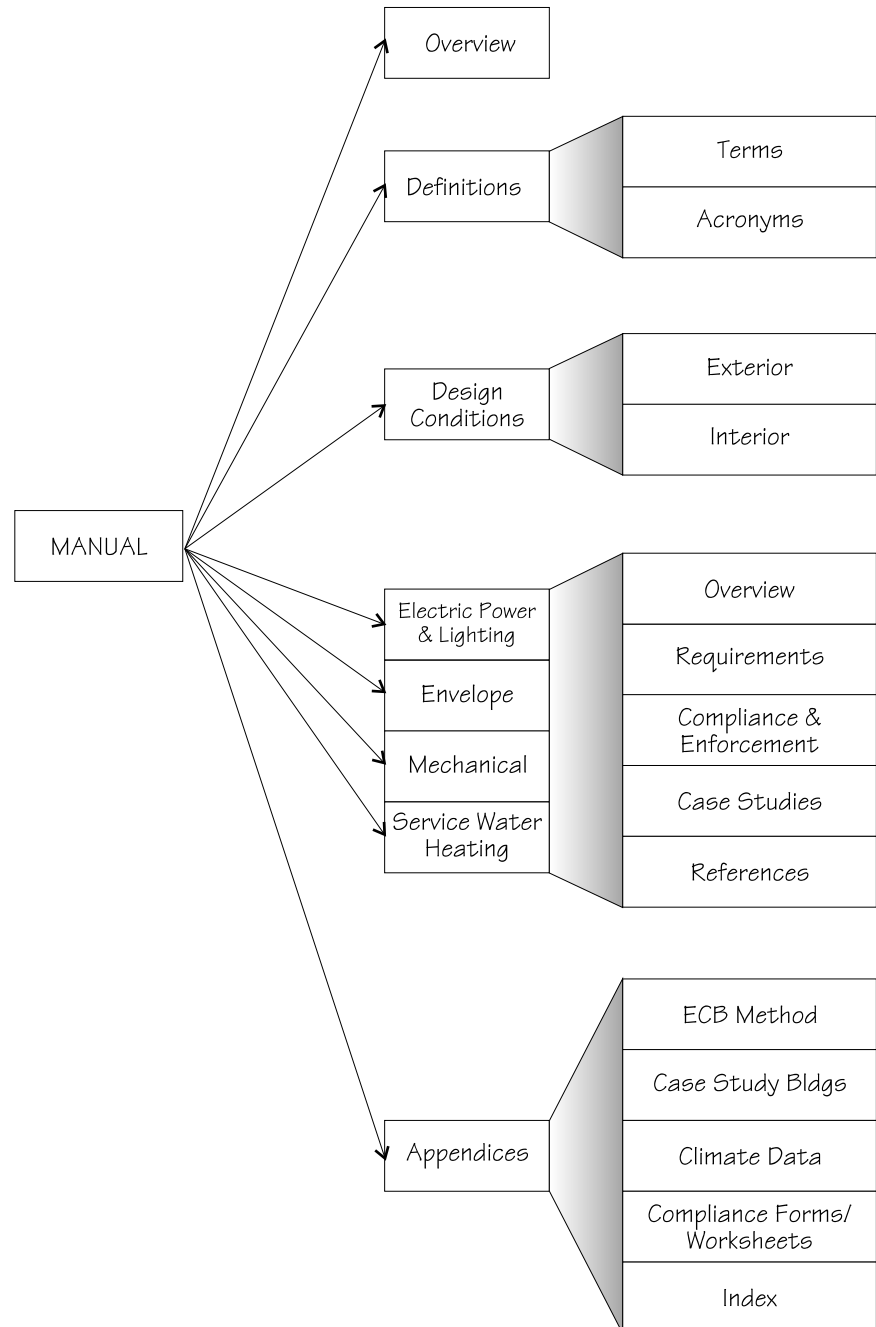 Overview
Definitions
Terms
Acronyms
Design
Conditions
Exterior
Interior
MANUAL
Electric Power
& Lighting
Envelope
Mechanical
Service Water
Heating
Overview
Requirements
Compliance &
Enforcement
Case Studies
References
Appendices
ECB Method
Case Study Bldgs
Climate Data
Compliance Forms/
Worksheets
Index